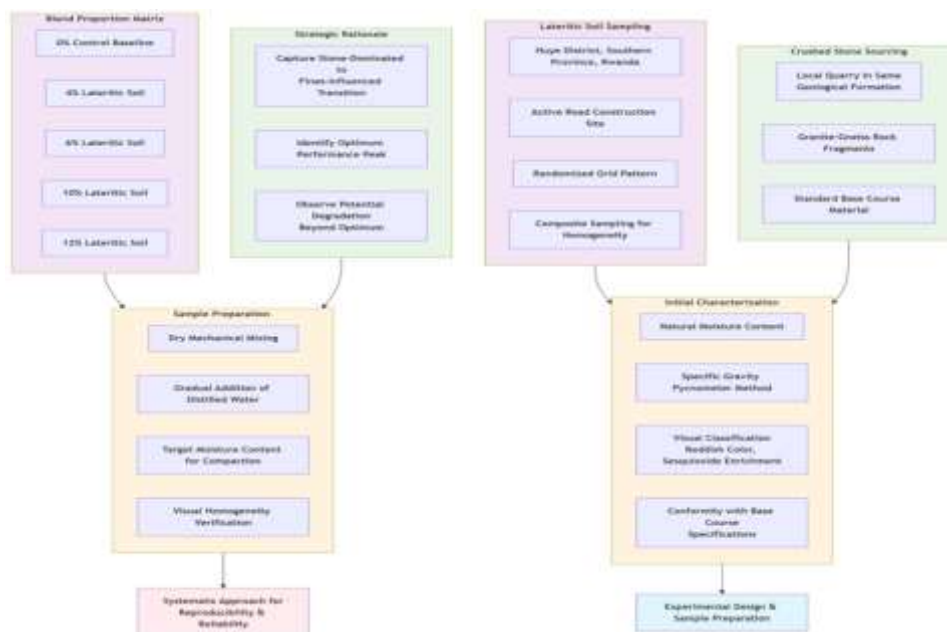 Blend Proportion Matrix
0% Control Baseline
4% Lateritic Soil
6% Lateritic Soil
10% Lateritic Soil
12% Lateritic Soil
Strategic Rationale
Capture Stone-Dominated
to
Fines-Influenced
Transition
Identify Optimum
Performance Peak
Observe Potential
Degradation
Beyond Optimum
Sample Preparation
Dry Mechanical Mixing
Gradual Addition of
Distilled Water
Target Moisture Content
for Compaction
Visual Homogeneity
Verification
Systematic Approach for
Reproducibility &
Reliability
Lateritic Soil Sampling
Huye District, Southern
Province, Rwanda
Active Road Construction
Site
Randomized Grid Pattern
Composite Sampling for
Homogeneity
Crushed Stone Sourcing
Local Quarry in Same
Geological Formation
Granite-Gneiss Rock
Fragments
Standard Base Course
Material
Initial Characterization
Natural Moisture Content
Specific Gravity
Pycnometer Method
Visual Classification
Reddish Color,
Sesquioxide Enrichment
Conformity with Base
Course
Specifications
Experimental Design &
Sample Preparation